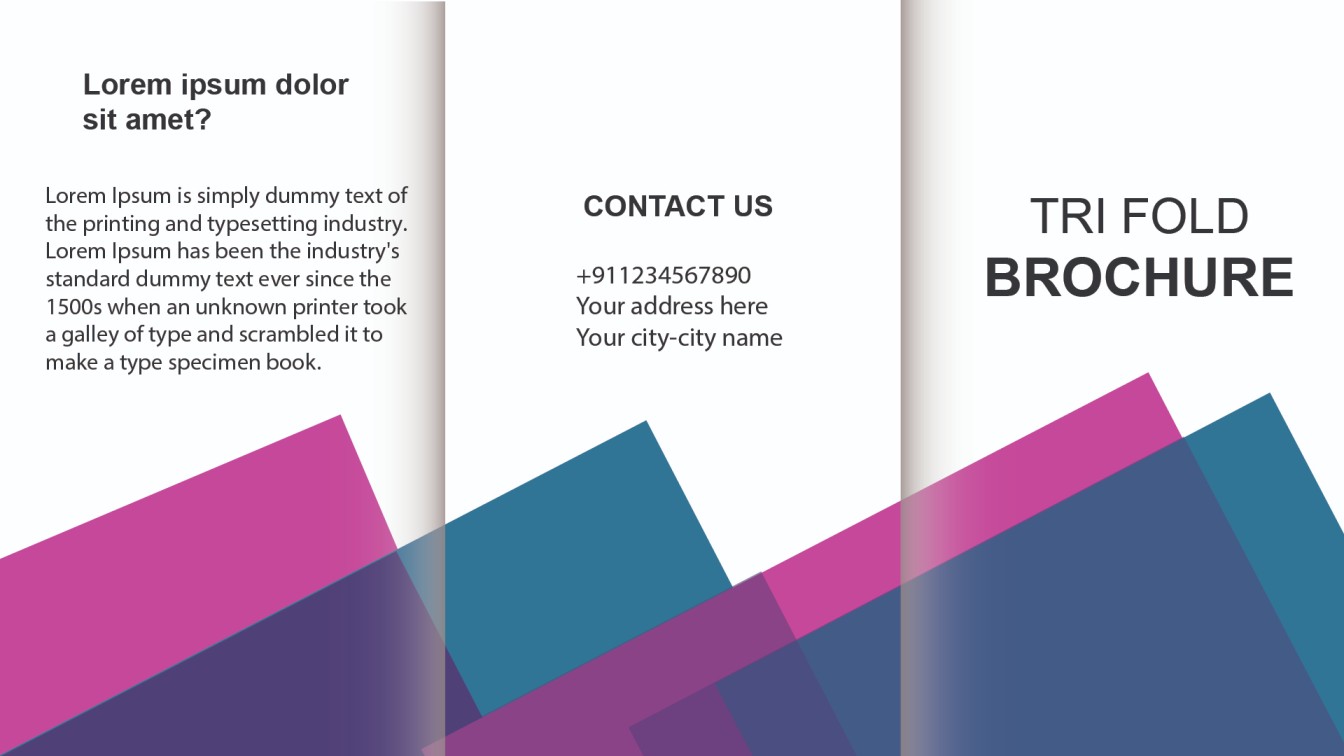 Lorem ipsum dolor
sit amet?
Lorem Ipsum is simply dummy text of
the printing and typesetting industry.
Lorem Ipsum has been the industry's
standard dummy text ever since the
1500s when an unknown printer took
a galley of type and scrambled it to
make a type specimen book.
CONTACT US
+911234567890
Your address here
Your city-city name
TRI FOLD
BROCHURE